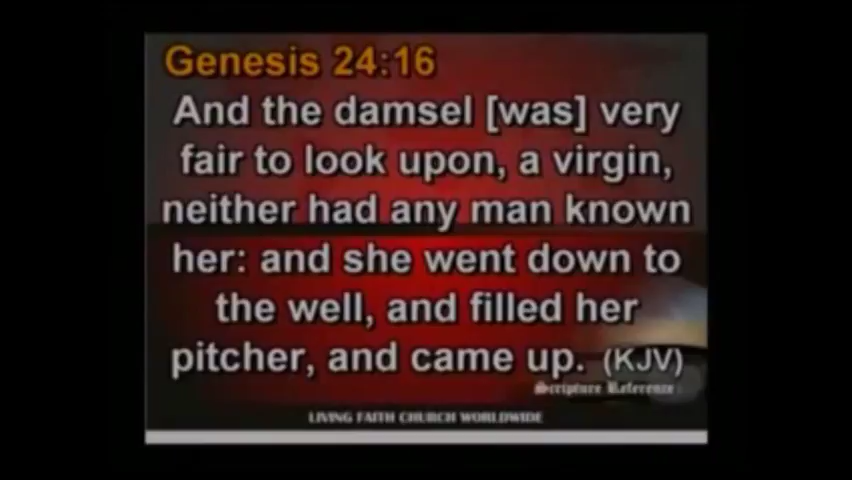 Genesis 24:16
And the damsel [was] very
fair to look upon, a virgin,
neither had any man known
her: and she went down to
the well, and filled her
pitcher, and came up. (KJV)
Scripture Reference
LIVING FAITH CHURCH WORLDWIDE